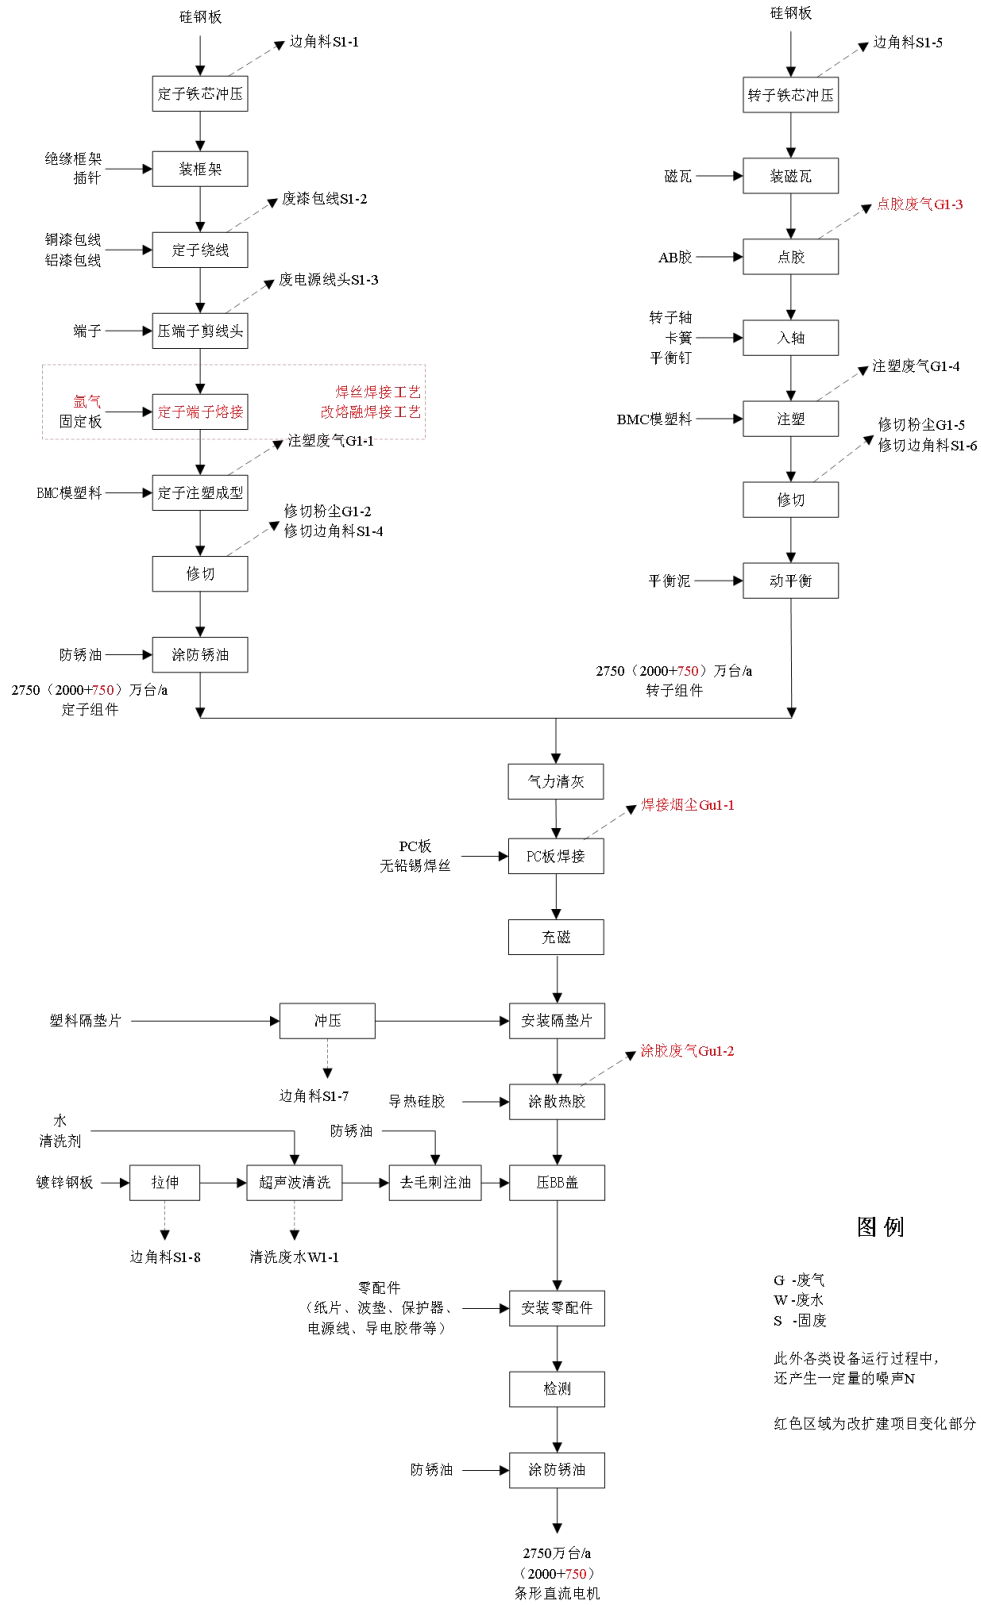 硅钢板
边角料S1-1
定子铁芯冲压
绝缘框架
插针
装框架
废漆包线S1-2
铜漆包线
铝漆包线
定子绕线
废电源线头S1-3
端子
压端子剪线头
氩气
固定板
定子端子熔接
焊丝焊接工艺
改熔融焊接工艺
注塑废气G1-1
BMC模塑料
定子注塑成型
修切粉尘G1-2
修切边角料S1-4
修切
防锈油
涂防锈油
2750（2000+750）万台/a
定子组件
硅钢板
边角料S1-5
转子铁芯冲压
磁瓦
装磁瓦
点胶废气G1-3
AB胶
点胶
转子轴
卡簧
平衡钉
入轴
注塑废气G1-4
BMC模塑料
注塑
修切粉尘G1-5
修切边角料S1-6
修切
平衡泥
动平衡
2750（2000+750）万台/a
转子组件
气力清灰
焊接烟尘Gu1-1
PC板
无铅锡焊丝
PC板焊接
充磁
塑料隔垫片
冲压
安装隔垫片
边角料S1-7
涂胶废气Gu1-2
导热硅胶
涂散热胶
水
清洗剂
防锈油
镀锌钢板
拉伸
超声波清洗
去毛刺注油
压BB盖
边角料S1-8
清洗废水W1-1
零配件
（纸片、波垫、保护器、
电源线、导电胶带等）
安装零配件
检测
防锈油
涂防锈油
2750万台/a
（2000+750）
条形直流电机
图 例
G -废气
W -废水
S -固废
此外各类设备运行过程中，
还产生一定量的噪声N
红色区域为改扩建项目变化部分